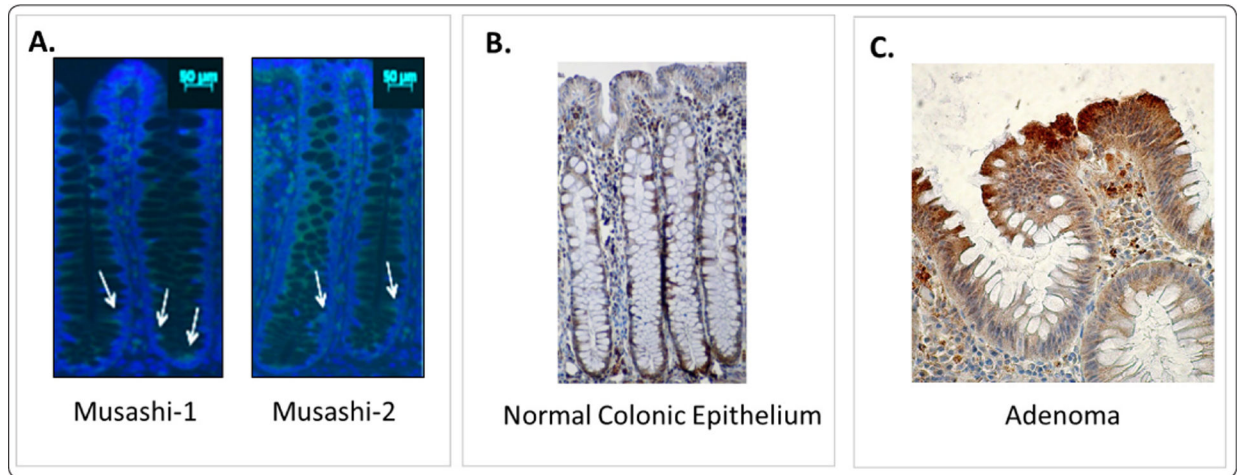 A.
B.
C.
50 µm
50 µm
Musashi-1
Musashi-2
Normal Colonic Epithelium
Adenoma